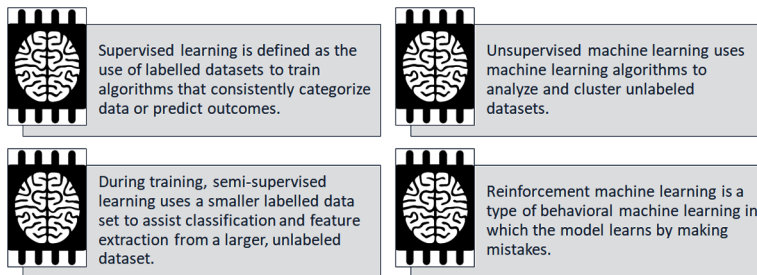 Supervised learning is defined as the
use of labelled datasets to train
algorithms that consistently categorize
data or predict outcomes.
Unsupervised machine learning uses
machine learning algorithms to
analyze and cluster unlabeled
datasets.
During training, semi-supervised
learning uses a smaller labelled data
set to assist classification and feature
extraction from a larger, unlabeled
dataset.
Reinforcement machine learning is a
type of behavioral machine learning in
which the model learns by making
mistakes.